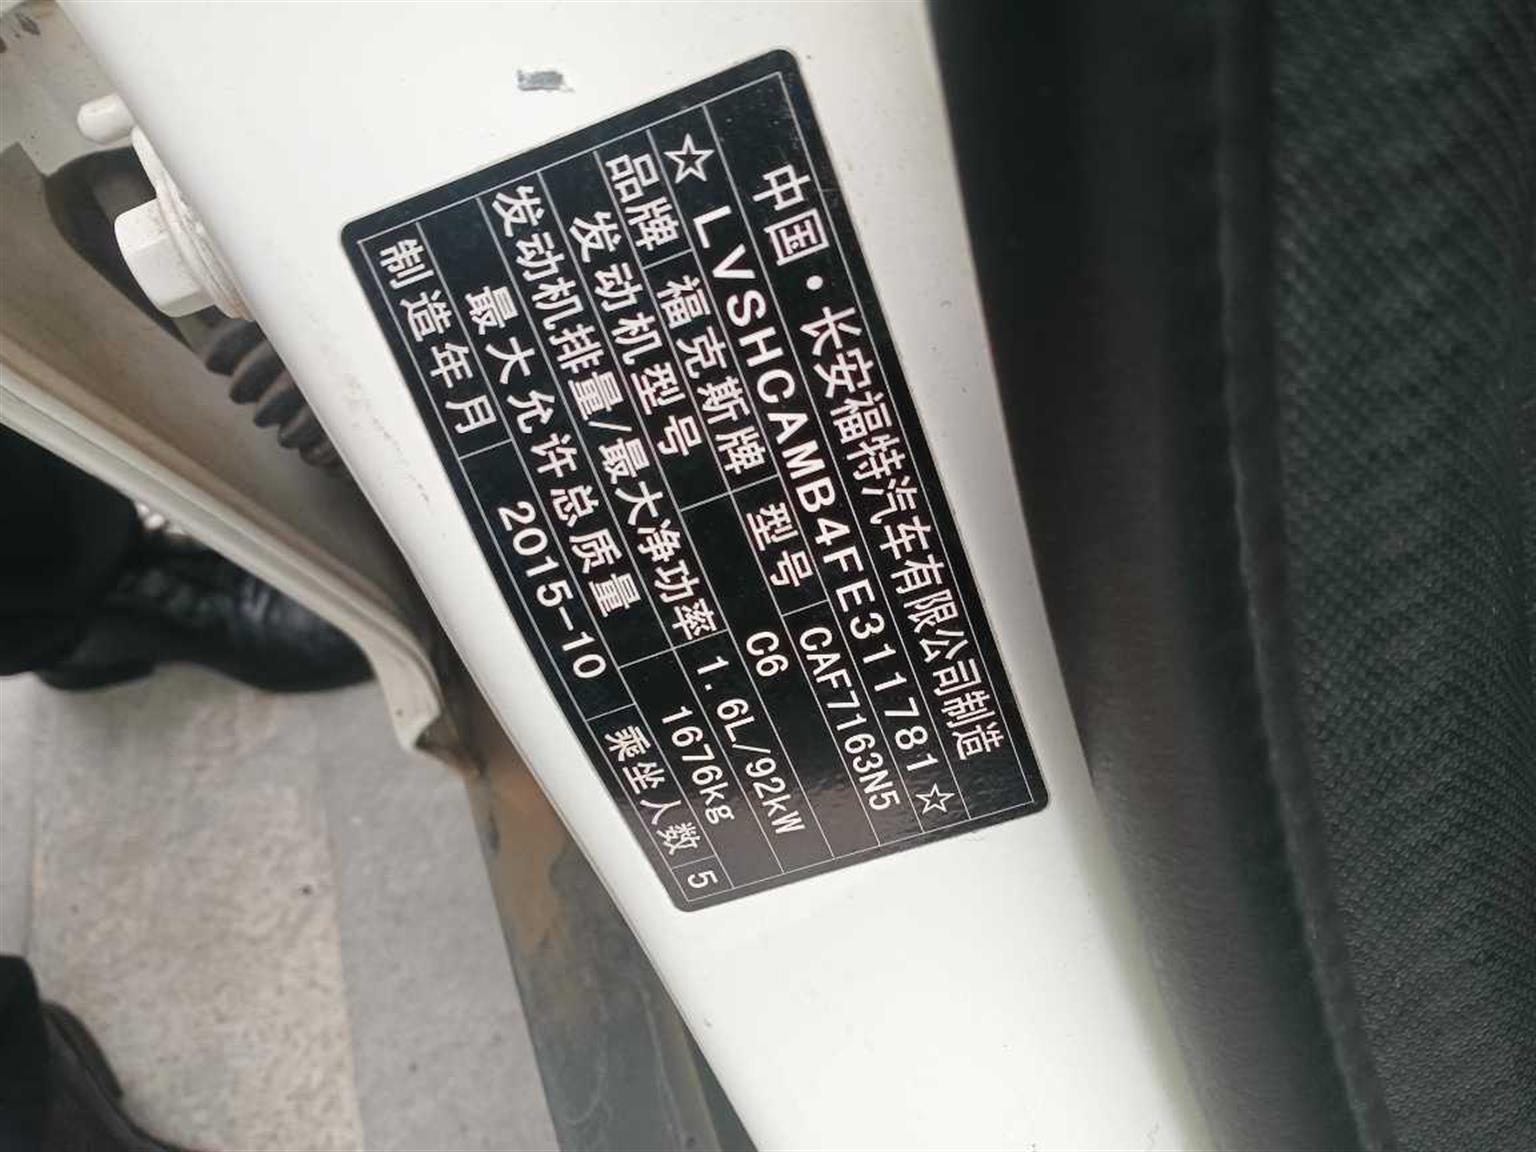 中国·长安福特汽车有限公司制造
☆LVSHCAMB4FE311781☆
品牌 福克斯牌 型号 CAF7163N5
发动机型号 C6
发动机排量/最大净功率 1.6L/92kW
最大允许总质量 1676kg
制造年月 2015-10 乘坐人数 5